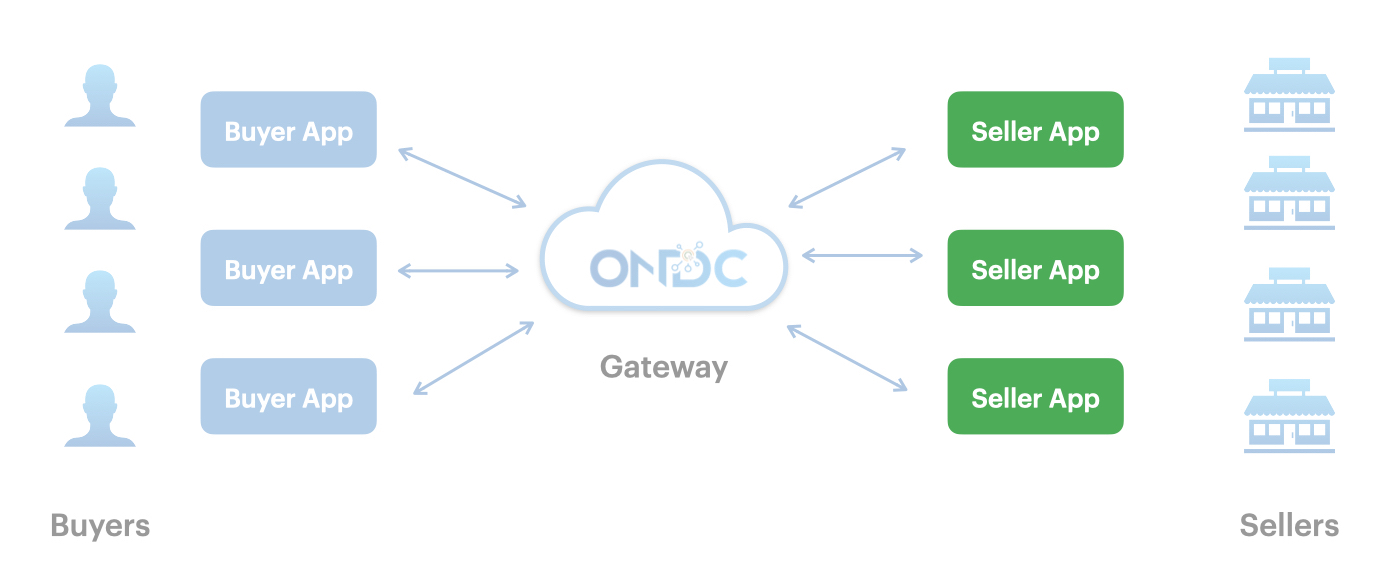 Buyer App
Seller App
Buyer App
ONDC
Seller App
Gateway
Buyer App
Seller App
Buyers
Sellers